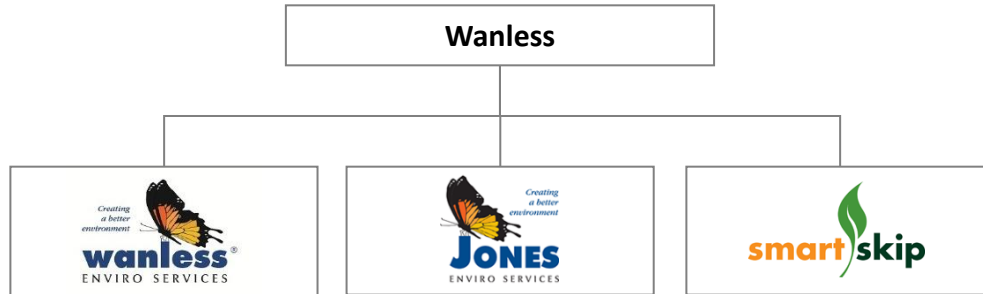 Wanless
Creating
a better
environment
wanless®
ENVIRO SERVICES
Creating
a better
environment
JONES
ENVIRO SERVICES
smart skip